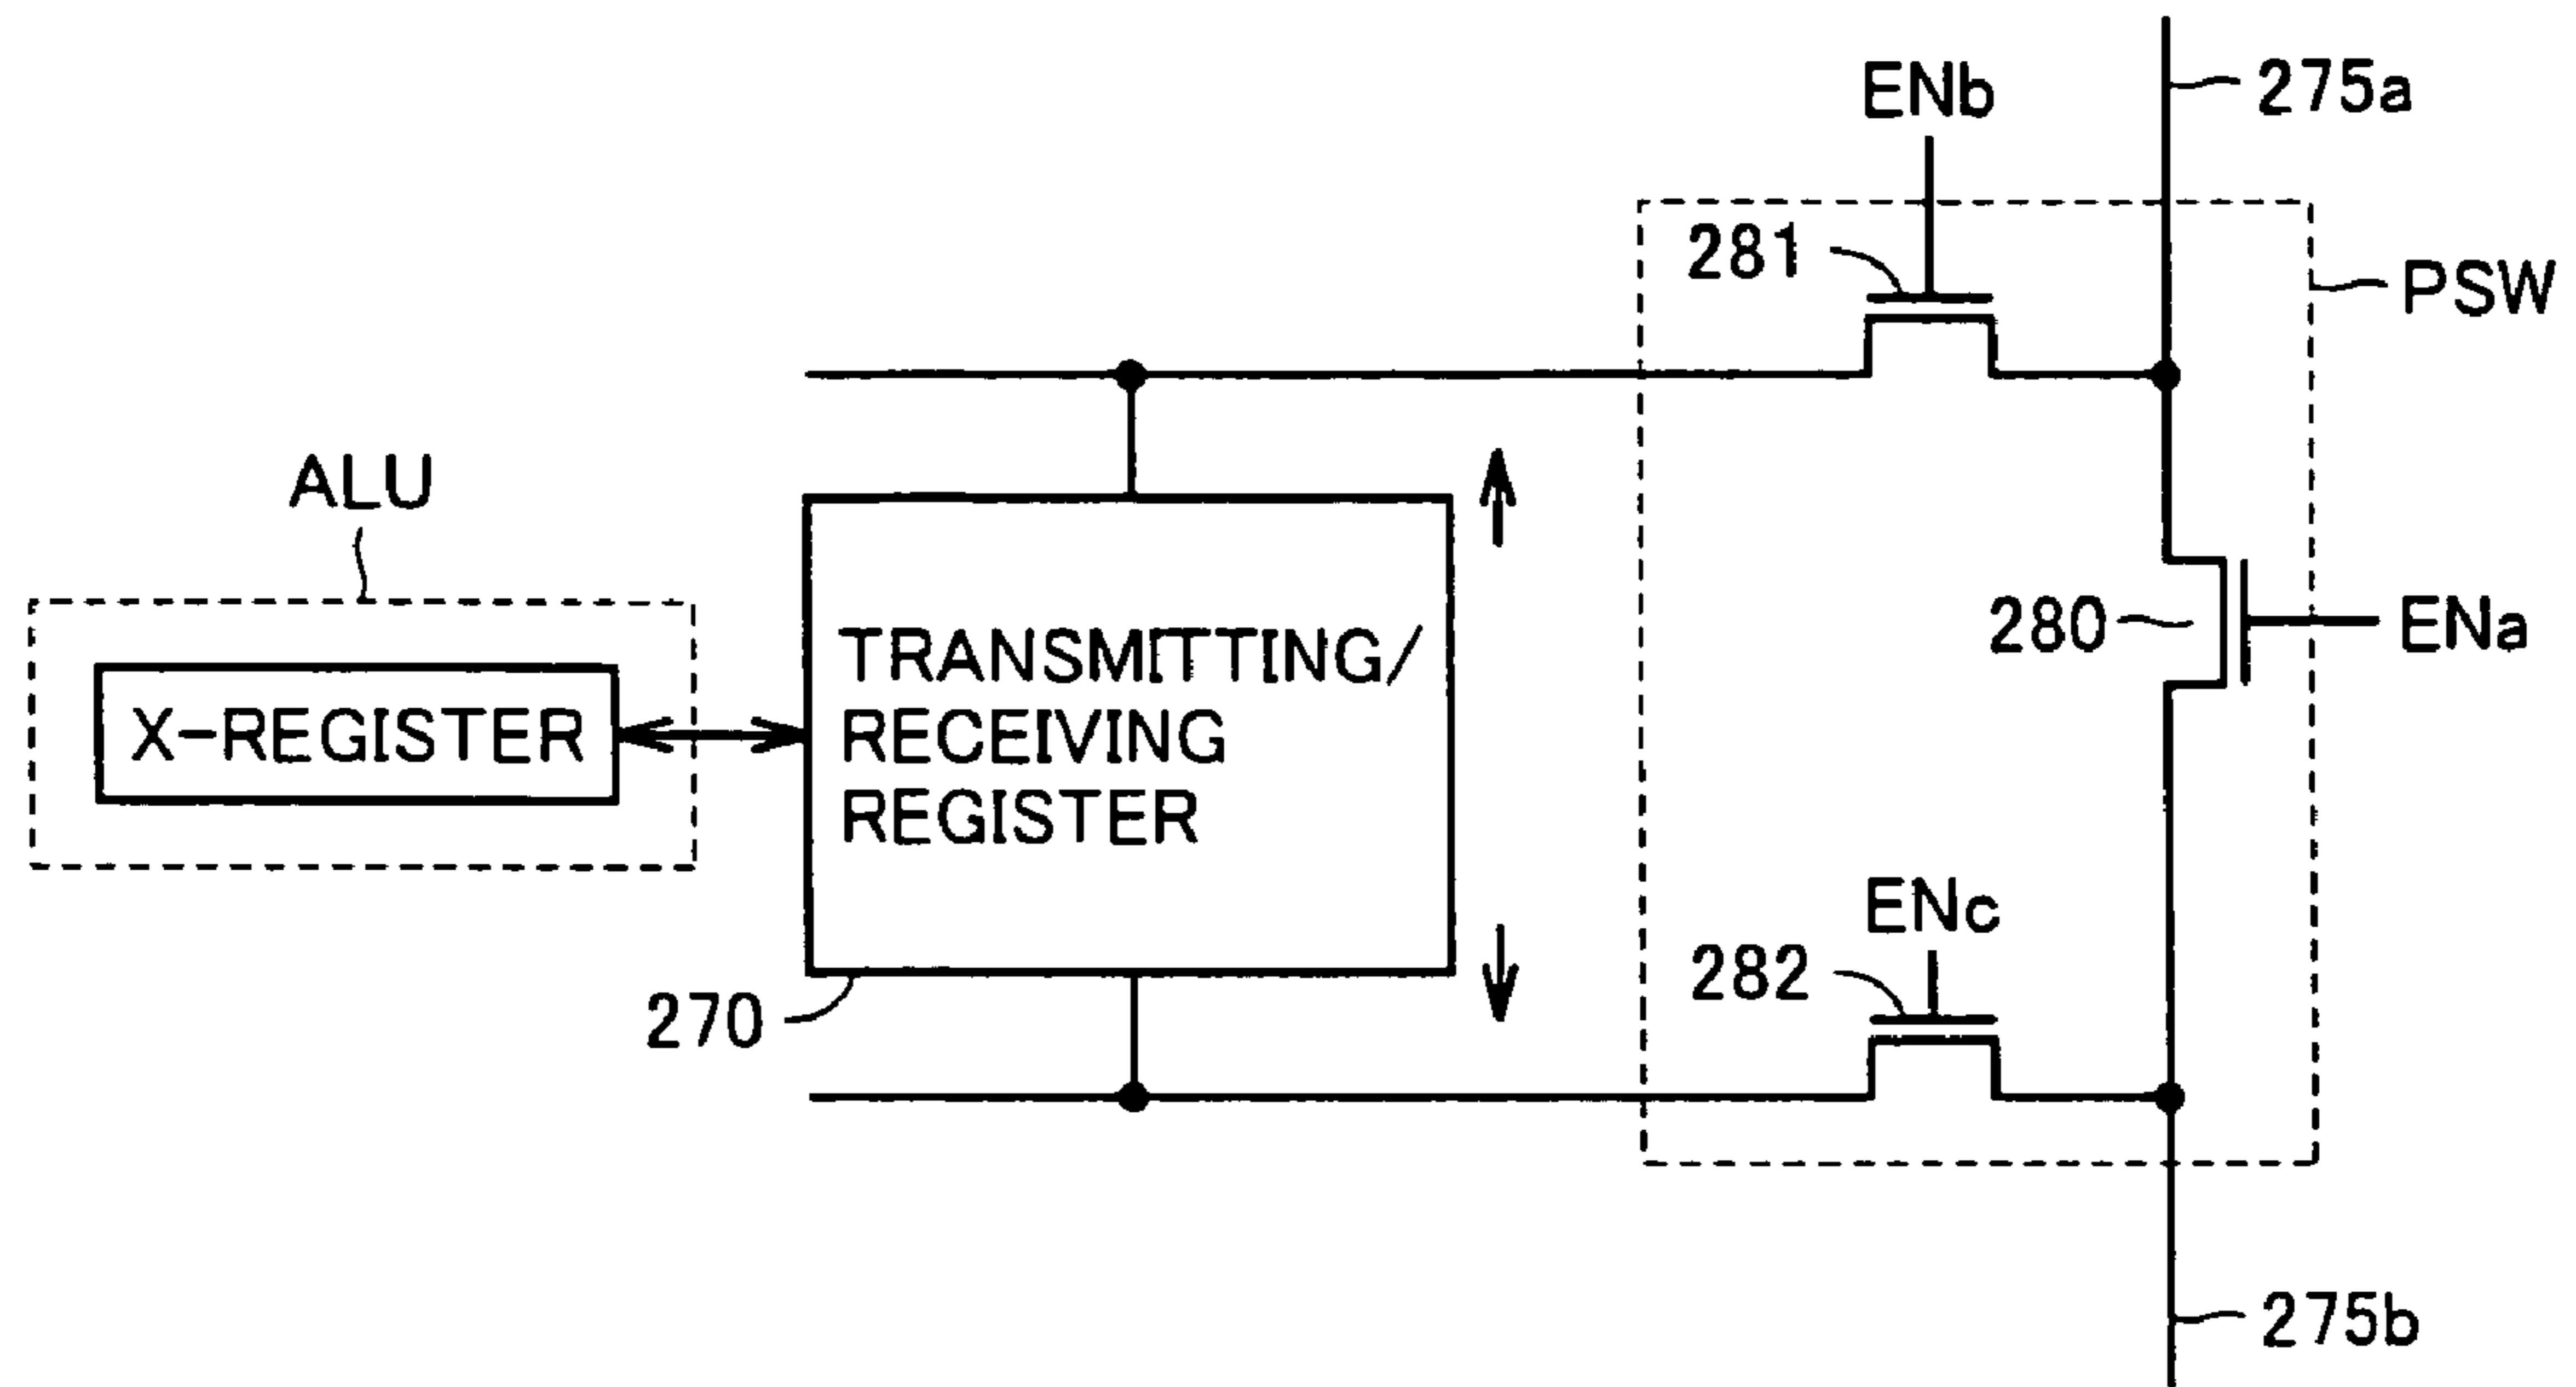 ENb
275a
281
PSW
ALU
TRANSMITTING/
RECEIVING
REGISTER
X-REGISTER
280
ENa
ENc
282
270
275b